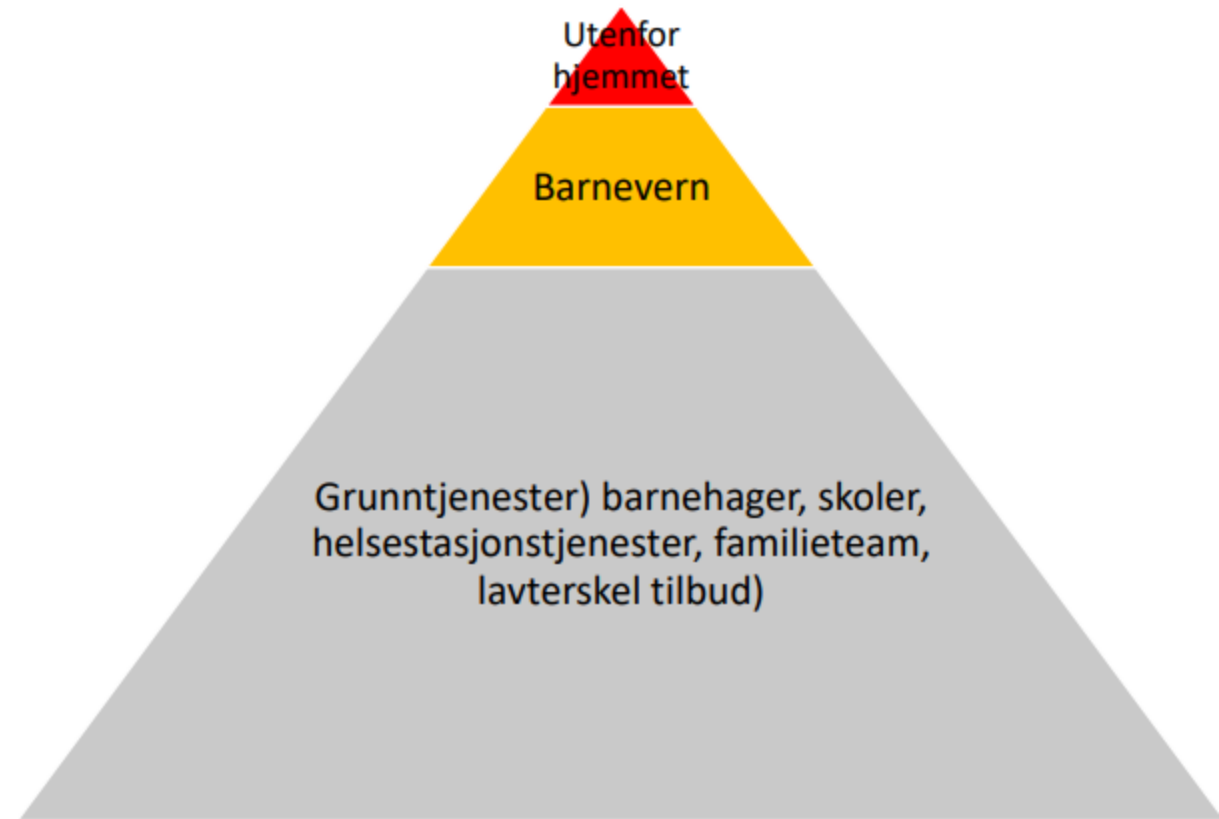 Utenfor
hjemmet
Barnevern
Grunntjenester) barnehager, skoler,
helsestasjonstjenester, familieteam,
lavterskel tilbud)